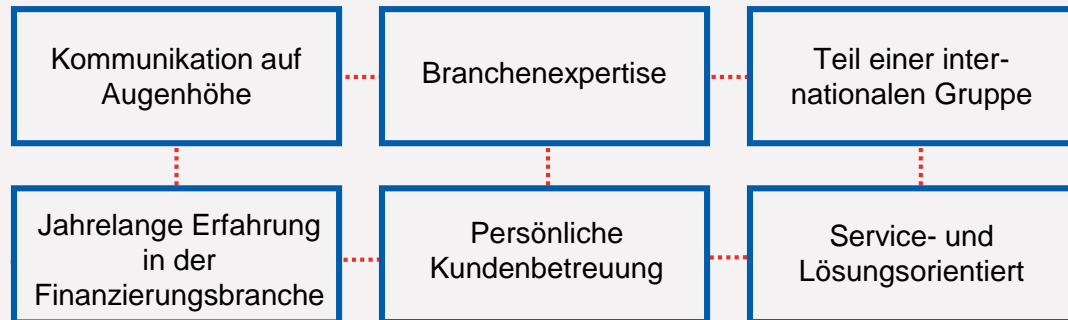 Kommunikation auf
Augenhöhe
Branchenexpertise
Teil einer inter-
nationalen Gruppe
Jahrelange Erfahrung
in der
Finanzierungsbranche
Persönliche
Kundenbetreuung
Service- und
Lösungsorientiert